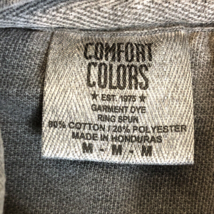 COMFORT
COLORS
★ EST. 1975 ★
GARMENT DYE
RING SPUN
80% COTTON / 20% POLYESTER
MADE IN HONDURAS
M - M - M